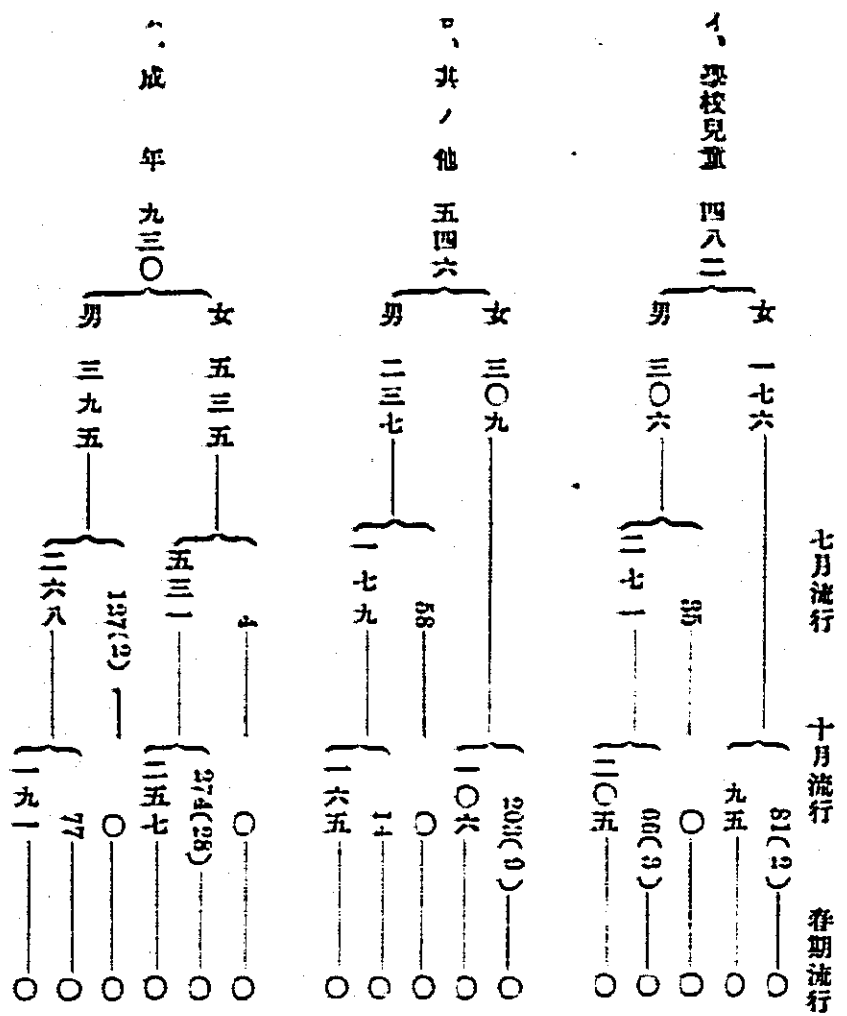 七月流行 十月流行 春期流行
イ、學校兒童 四八二
女 一七六
81(2) 〇
九五 〇
男 三〇六
35 〇 〇
二七一
66(3) 〇
二〇五 〇
ロ、其ノ他 五四六
女 三〇九
203(9) 〇
一〇六 〇
男 二三七
58 〇 〇
一七九
14 〇
一六五 〇
ハ、成年 九三〇
女 五三五
4 〇 〇
五三一
274(28) 〇
二五七 〇
男 三九五
127(2) 〇 〇
二六八
77 〇
一九一 〇